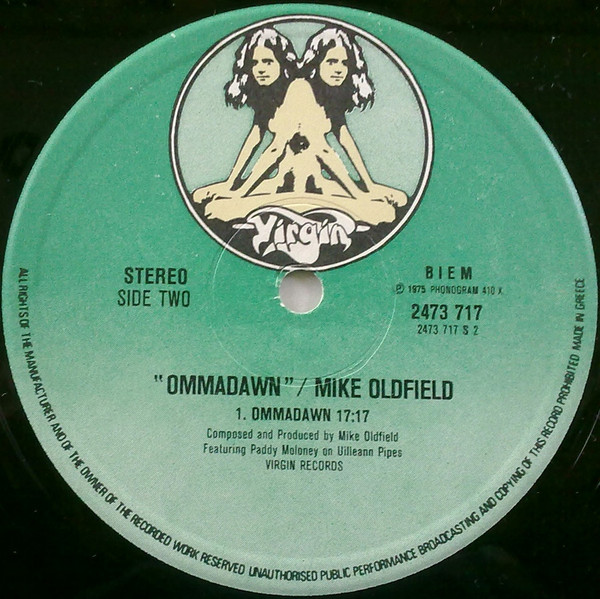 Virgin
STEREO
SIDE TWO
BIEM
Ⓟ 1975 PHONOGRAM 410 X
2473 717
2473 717 S 2
"OMMADAWN" / MIKE OLDFIELD
1. OMMADAWN 17:17
Composed and Produced by Mike Oldfield
Featuring Paddy Moloney on Uilleann Pipes
VIRGIN RECORDS
ALL RIGHTS OF THE MANUFACTURER AND OF THE OWNER OF THE RECORDED WORK RESERVED UNAUTHORISED PUBLIC PERFORMANCE BROADCASTING AND COPYING OF THIS RECORD PROHIBITED MADE IN GREECE